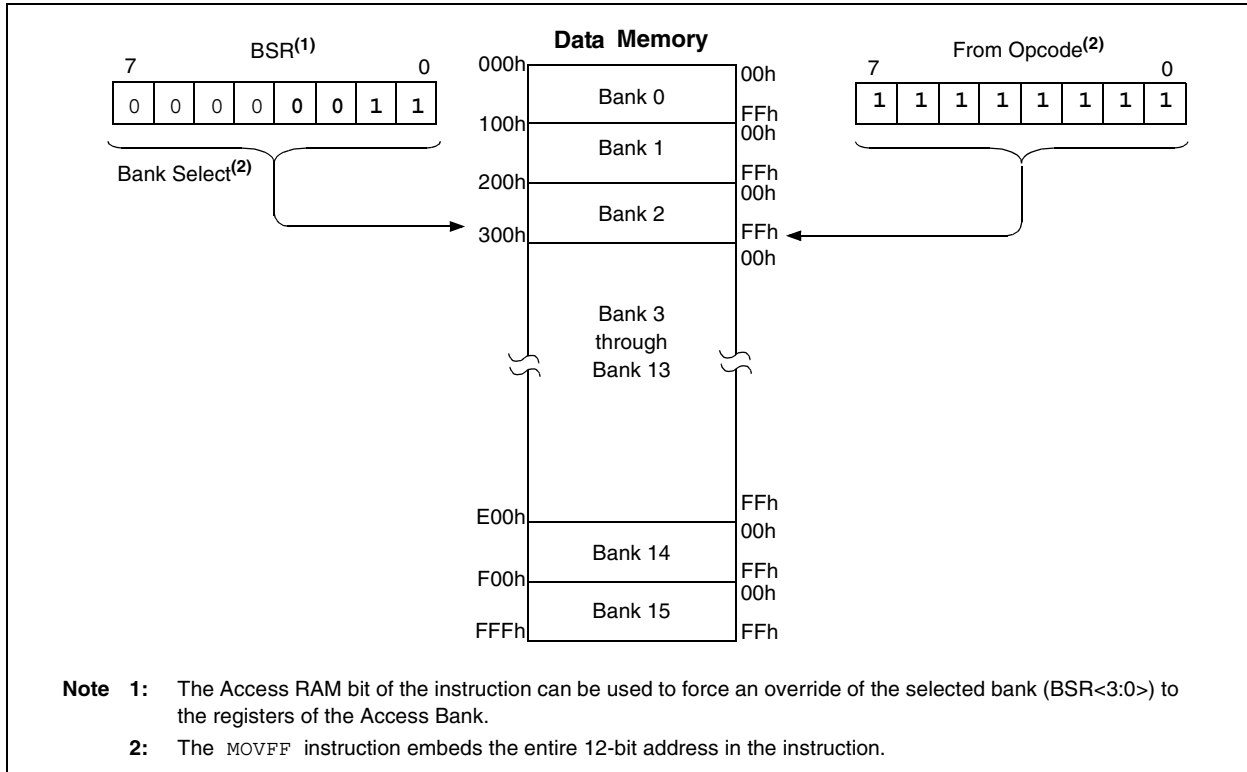 Data Memory
BSR(1)
7 0
0 0 0 0 0 0 1 1
Bank Select(2)
From Opcode(2)
7 0
1 1 1 1 1 1 1 1
000h
00h
Bank 0
FFh
100h
00h
Bank 1
FFh
200h
00h
Bank 2
FFh
300h
00h
Bank 3
through
Bank 13
FFh
E00h
00h
Bank 14
FFh
F00h
00h
Bank 15
FFFh
FFh
Note 1: The Access RAM bit of the instruction can be used to force an override of the selected bank (BSR<3:0>) to
the registers of the Access Bank.
2: The MOVFF instruction embeds the entire 12-bit address in the instruction.